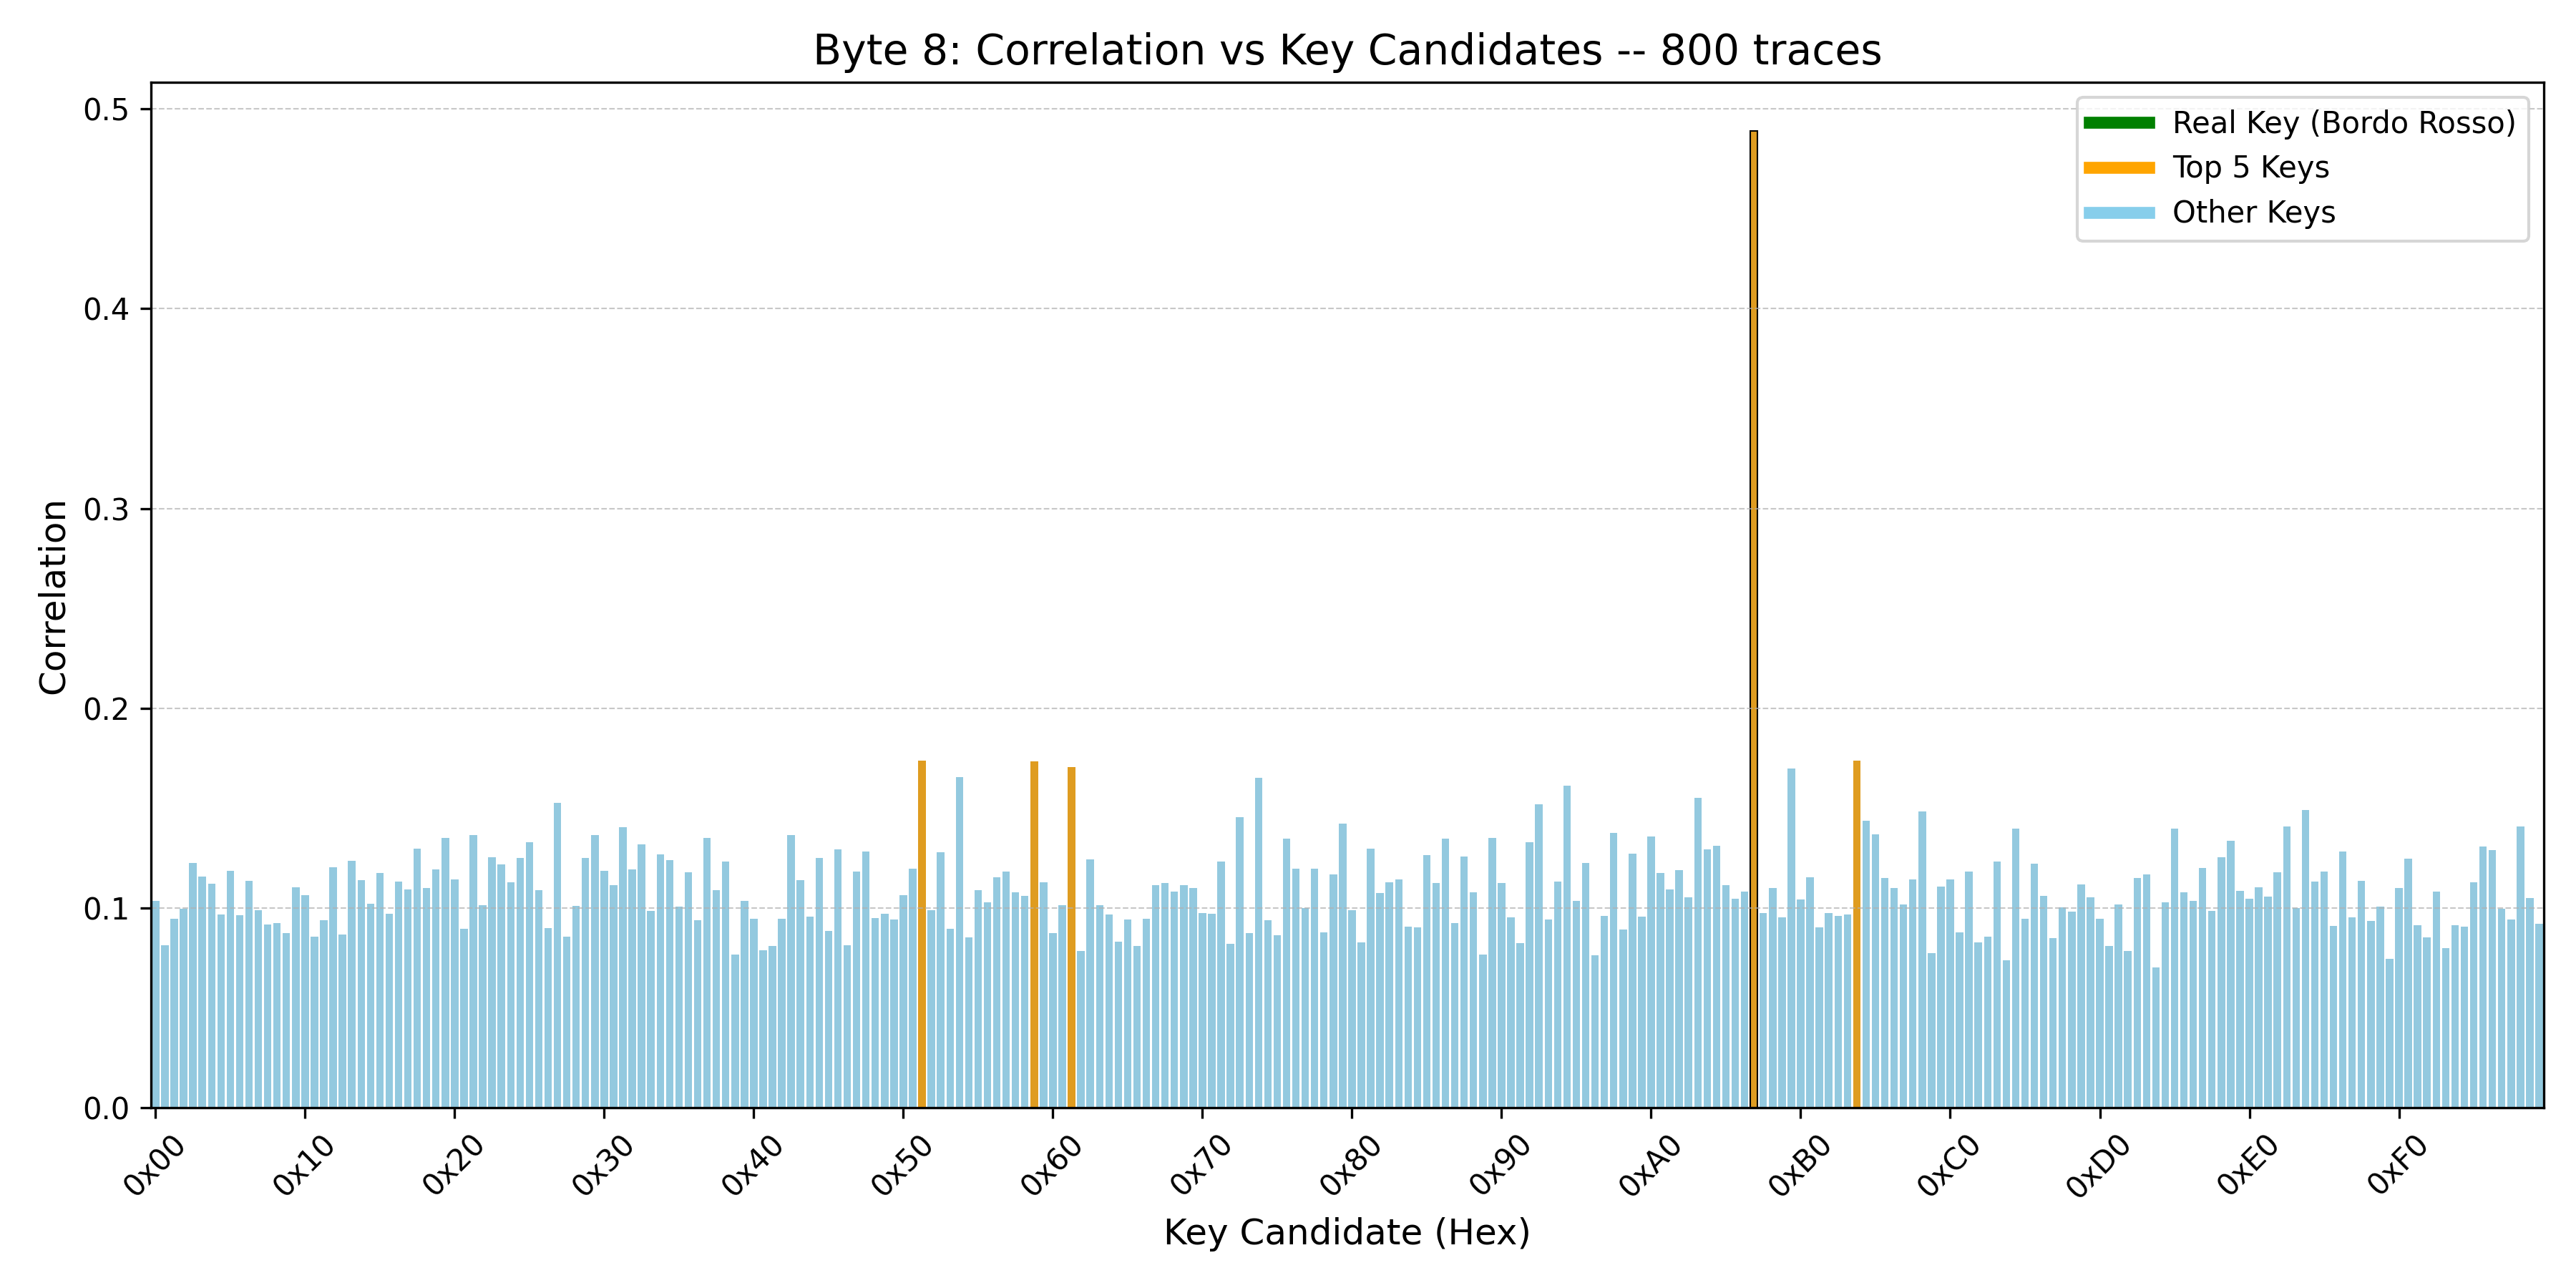 Byte 8: Correlation vs Key Candidates -- 800 traces
Real Key (Bordo Rosso)
Top 5 Keys
Other Keys
Correlation
0.5
0.4
0.3
0.2
0.1
0.0
0x00 0x10 0x20 0x30 0x40 0x50 0x60 0x70 0x80 0x90 0xA0 0xB0 0xC0 0xD0 0xE0 0xF0
Key Candidate (Hex)